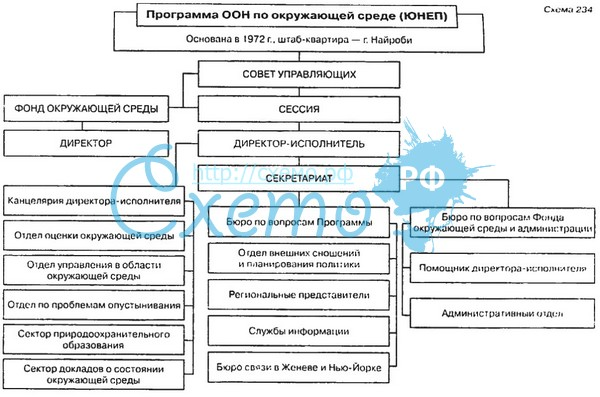 Схема 234
Программа ООН по окружающей среде (ЮНЕП)
Основана в 1972 г., штаб-квартира — г. Найроби
СОВЕТ УПРАВЛЯЮЩИХ
ФОНД ОКРУЖАЮЩЕЙ СРЕДЫ
СЕССИЯ
ДИРЕКТОР
ДИРЕКТОР-ИСПОЛНИТЕЛЬ
http://схемо.рф
СЕКРЕТАРИАТ
Схемо
РФ
Канцелярия директора-исполнителя
Отдел оценки окружающей среды
Отдел управления в области
окружающей среды
Отдел по проблемам опустынивания
Сектор природоохранительного
образования
Сектор докладов о состоянии
окружающей среды
Бюро по вопросам Программы
Отдел внешних сношений
и планирования политики
Региональные представители
Службы информации
Бюро связи в Женеве и Нью-Йорке
Бюро по вопросам Фонда
окружающей среды и администрации
Помощник директора-исполнителя
Административный отдел